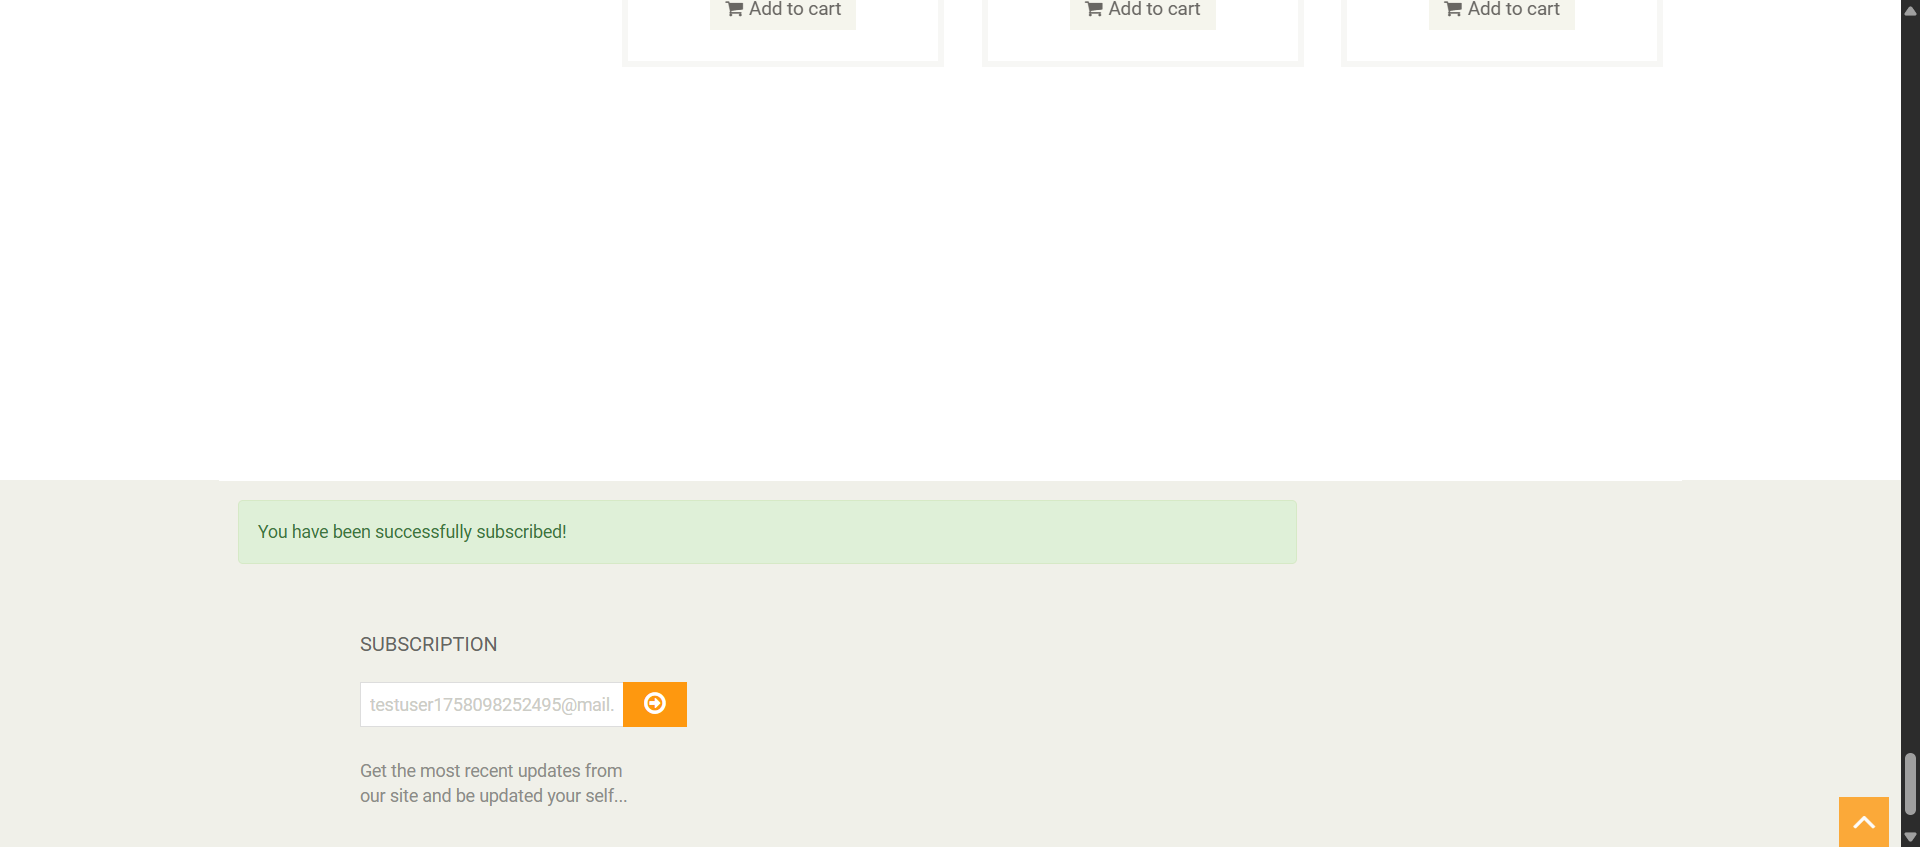 Add to cart
Add to cart
Add to cart
You have been successfully subscribed!
SUBSCRIPTION
testuser1758098252495@mail.
Get the most recent updates from
our site and be updated your self...